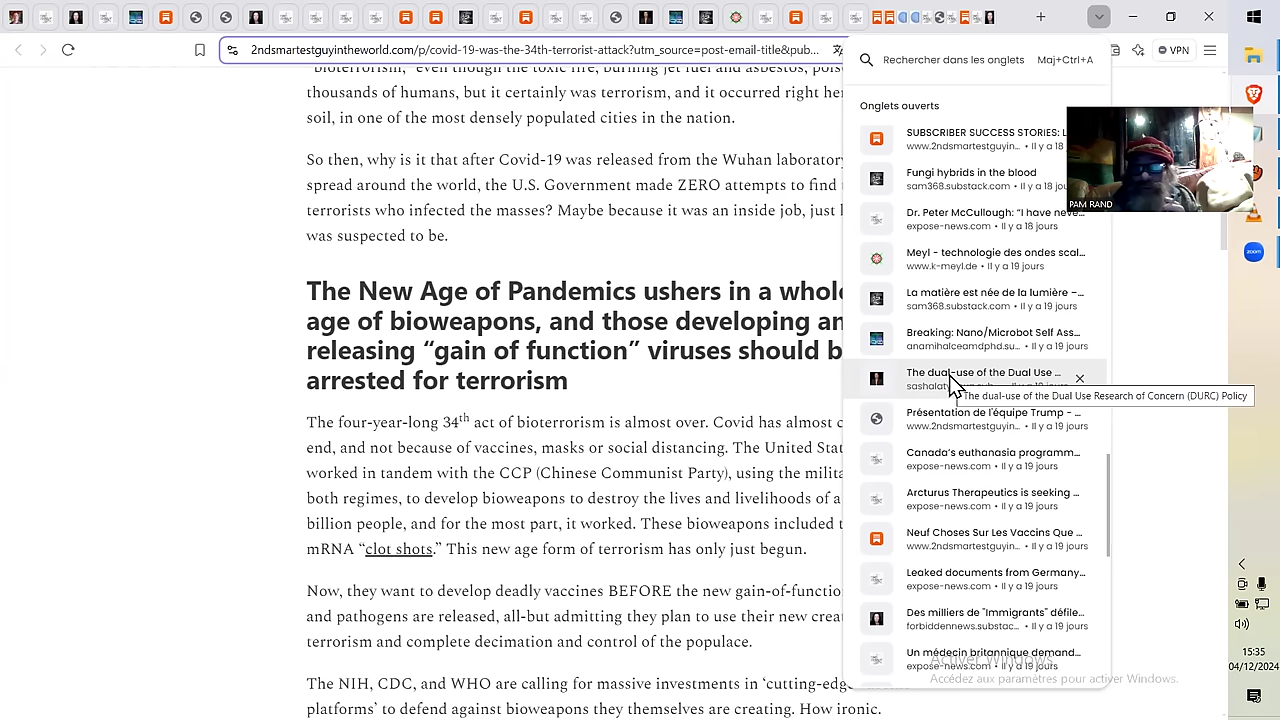 2ndsmartestguyintheworld.com/p/covid-19-was-the-34th-terrorist-attack?utm_source=post-email-title&pub...
VPN
thousands of humans, but it certainly was terrorism, and it occurred right
soil, in one of the most densely populated cities in the nation.
So then, why is it that after Covid-19 was released from the Wuhan laboratory
spread around the world, the U.S. Government made ZERO attempts to find
terrorists who infected the masses? Maybe because it was an inside job, just
was suspected to be.
The New Age of Pandemics ushers in a whole
age of bioweapons, and those developing
releasing “gain of function” viruses should
arrested for terrorism
The four-year-long 34th act of bioterrorism is almost over. Covid has almost
end, and not because of vaccines, masks or social distancing. The United
worked in tandem with the CCP (Chinese Communist Party), using the
both regimes, to develop bioweapons to destroy the lives and livelihoods of
billion people, and for the most part, it worked. These bioweapons included
mRNA “clot shots.” This new age form of terrorism has only just begun.
Now, they want to develop deadly vaccines BEFORE the new
and pathogens are released, all-but admitting they plan to use their new
terrorism and complete decimation and control of the populace.
The NIH, CDC, and WHO are calling for massive investments in ‘cutting-edge
platforms’ to defend against bioweapons they themselves are creating. How ironic.
Rechercher dans les onglets Maj+Ctrl+A
Onglets ouverts
SUBSCRIBER SUCCESS STORIES:
www.2ndsmartestguyin... • Il y a 18
Fungi hybrids in the blood
sam368.substack.com • Il y a 18
Dr. Peter McCullough: “I have never...
expose-news.com • Il y a 18 jours
Meyl - technologie des ondes scal...
www.k-meyl.de • Il y a 19 jours
La matière est née de la lumière –...
sam368.substack.com • Il y a 19 jours
Breaking: Nano/Microbot Self Ass...
anamihalceamdphd.su... • Il y a 19 jours
The dual-use of the Dual Use ...
The dual-use of the Dual Use Research of Concern (DURC) Policy
Présentation de l'équipe Trump - ...
www.2ndsmartestguyin... • Il y a 19 jours
Canada’s euthanasia programm...
expose-news.com • Il y a 19 jours
Arcturus Therapeutics is seeking ...
expose-news.com • Il y a 19 jours
Neuf Choses Sur Les Vaccins Que ...
www.2ndsmartestguyin... • Il y a 19 jours
Leaked documents from Germany...
expose-news.com • Il y a 19 jours
Des milliers de "Immigrants" défile...
forbiddennews.substac... • Il y a 19 jours
Un médecin britannique demand...
expose-news.com • Il y a 19 jours
PAM RAND
zoom
Activer Windows
Accédez aux paramètres pour activer Windows.
15:35
04/12/2024